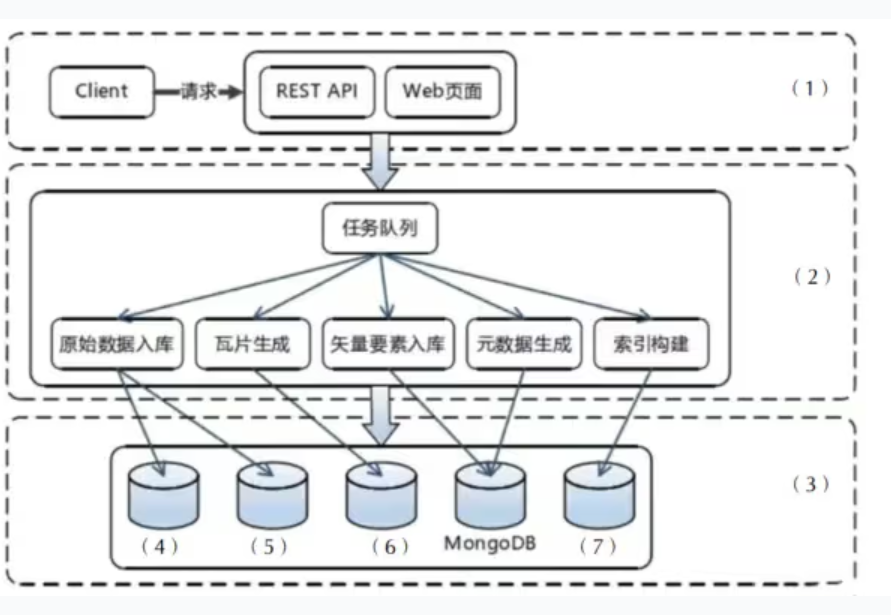 Client
请求
REST API
Web页面
（1）
任务队列
（2）
原始数据入库
瓦片生成
矢量要素入库
元数据生成
索引构建
（3）
（4）
（5）
（6）
MongoDB
（7）